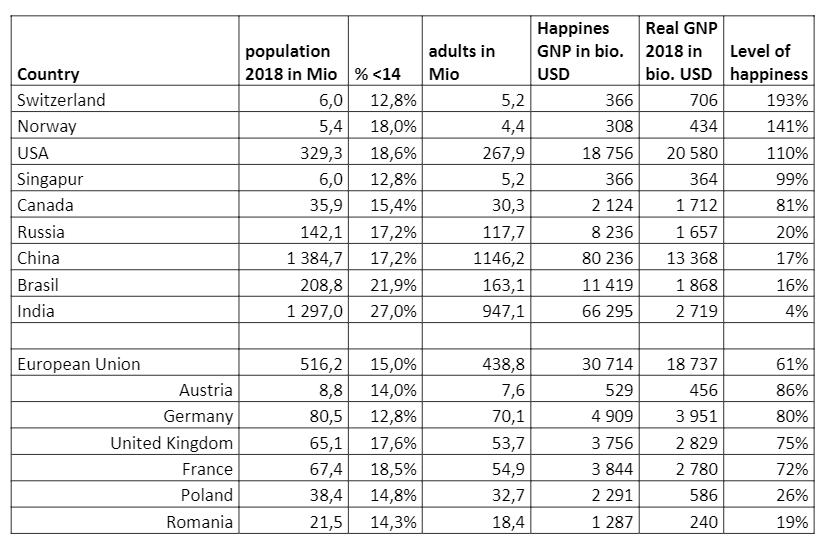 Country population 2018 in Mio % <14 adults in Mio Happines GNP in bio. USD Real GNP 2018 in bio. USD Level of happiness
Switzerland 6,0 12,8% 5,2 366 706 193%
Norway 5,4 18,0% 4,4 308 434 141%
USA 329,3 18,6% 267,9 18 756 20 580 110%
Singapur 6,0 12,8% 5,2 366 364 99%
Canada 35,9 15,4% 30,3 2 124 1 712 81%
Russia 142,1 17,2% 117,7 8 236 1 657 20%
China 1 384,7 17,2% 1146,2 80 236 13 368 17%
Brasil 208,8 21,9% 163,1 11 419 1 868 16%
India 1 297,0 27,0% 947,1 66 295 2 719 4%
European Union 516,2 15,0% 438,8 30 714 18 737 61%
Austria 8,8 14,0% 7,6 529 456 86%
Germany 80,5 12,8% 70,1 4 909 3 951 80%
United Kingdom 65,1 17,6% 53,7 3 756 2 829 75%
France 67,4 18,5% 54,9 3 844 2 780 72%
Poland 38,4 14,8% 32,7 2 291 586 26%
Romania 21,5 14,3% 18,4 1 287 240 19%